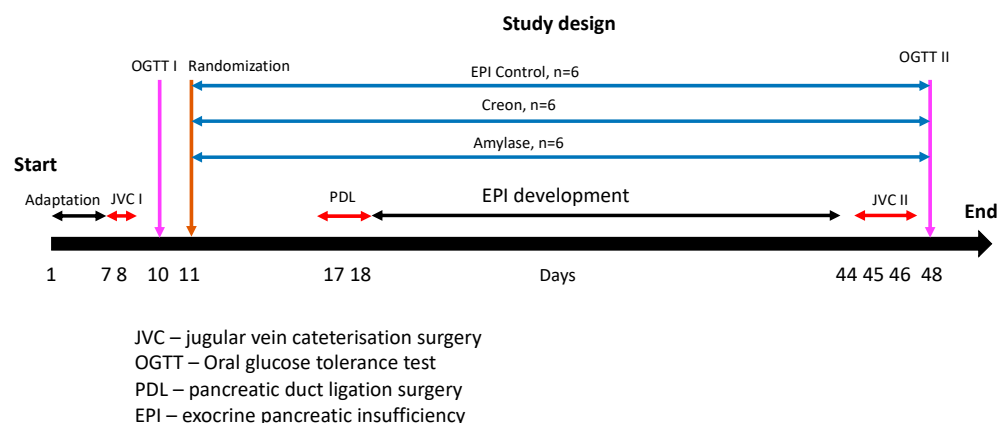 Study design
OGTT I
Randomization
OGTT II
EPI Control, n=6
Creon, n=6
Amylase, n=6
Start
Adaptation
JVC I
PDL
EPI development
JVC II
End
1 7 8 10 11 17 18 Days 44 45 46 48
JVC – jugular vein cateterisation surgery
OGTT – Oral glucose tolerance test
PDL – pancreatic duct ligation surgery
EPI – exocrine pancreatic insufficiency